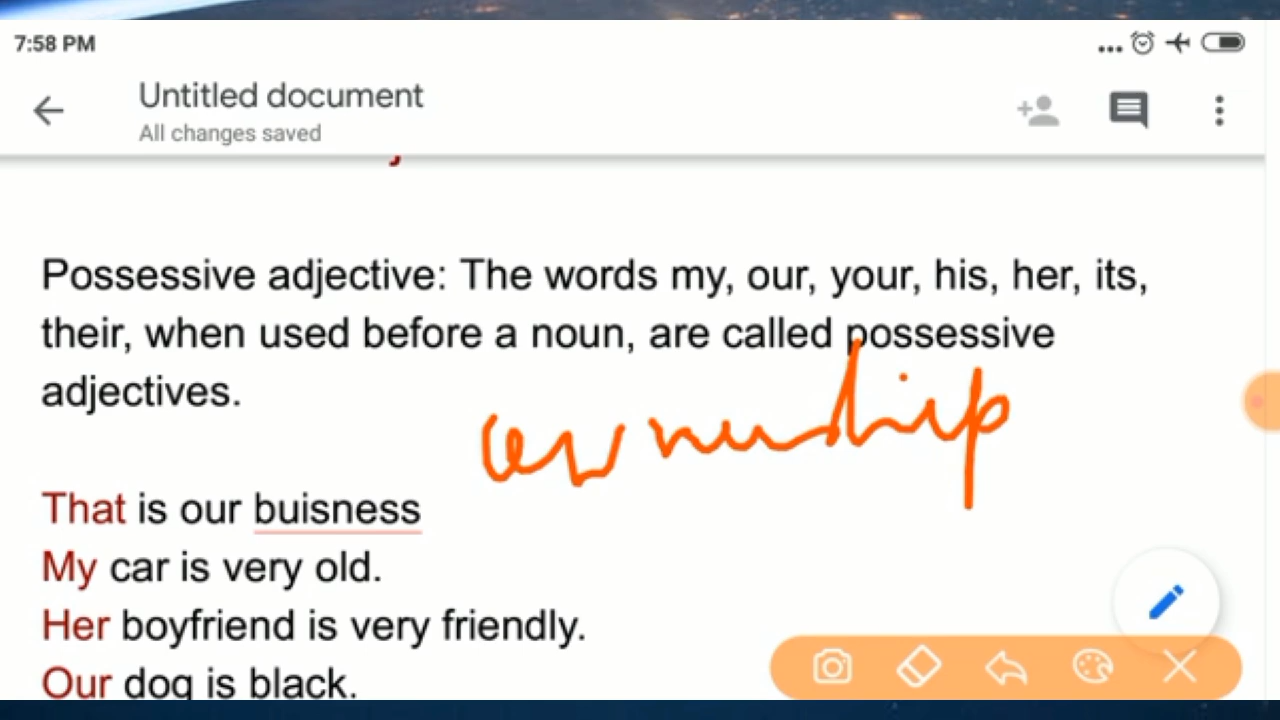 7:58 PM
Untitled document
All changes saved
Possessive adjective: The words my, our, your, his, her, its,
their, when used before a noun, are called possessive
adjectives.
ownership
That is our buisness
My car is very old.
Her boyfriend is very friendly.
Our dog is black.